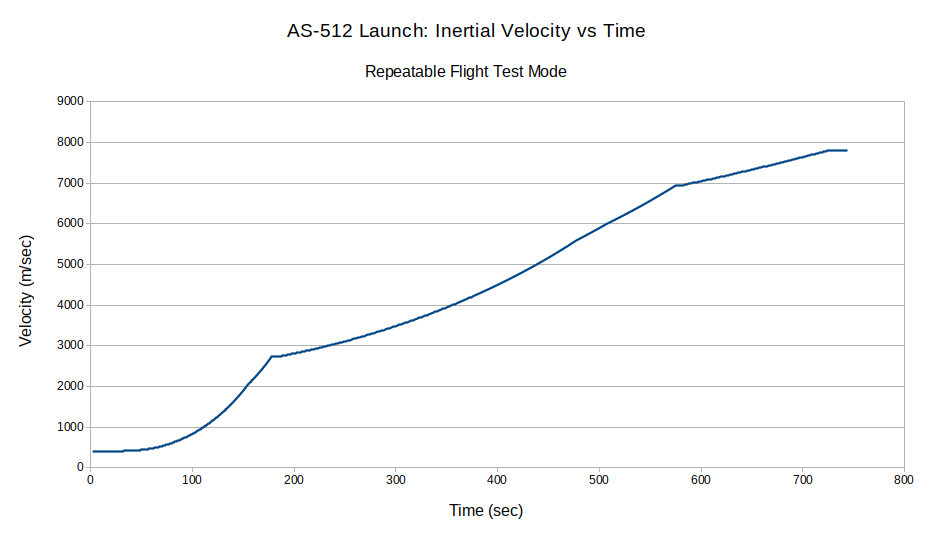 AS-512 Launch: Inertial Velocity vs Time
Repeatable Flight Test Mode
9000
8000
7000
6000
5000
4000
3000
2000
1000
0
Velocity (m/sec)
0 100 200 300 400 500 600 700 800
Time (sec)